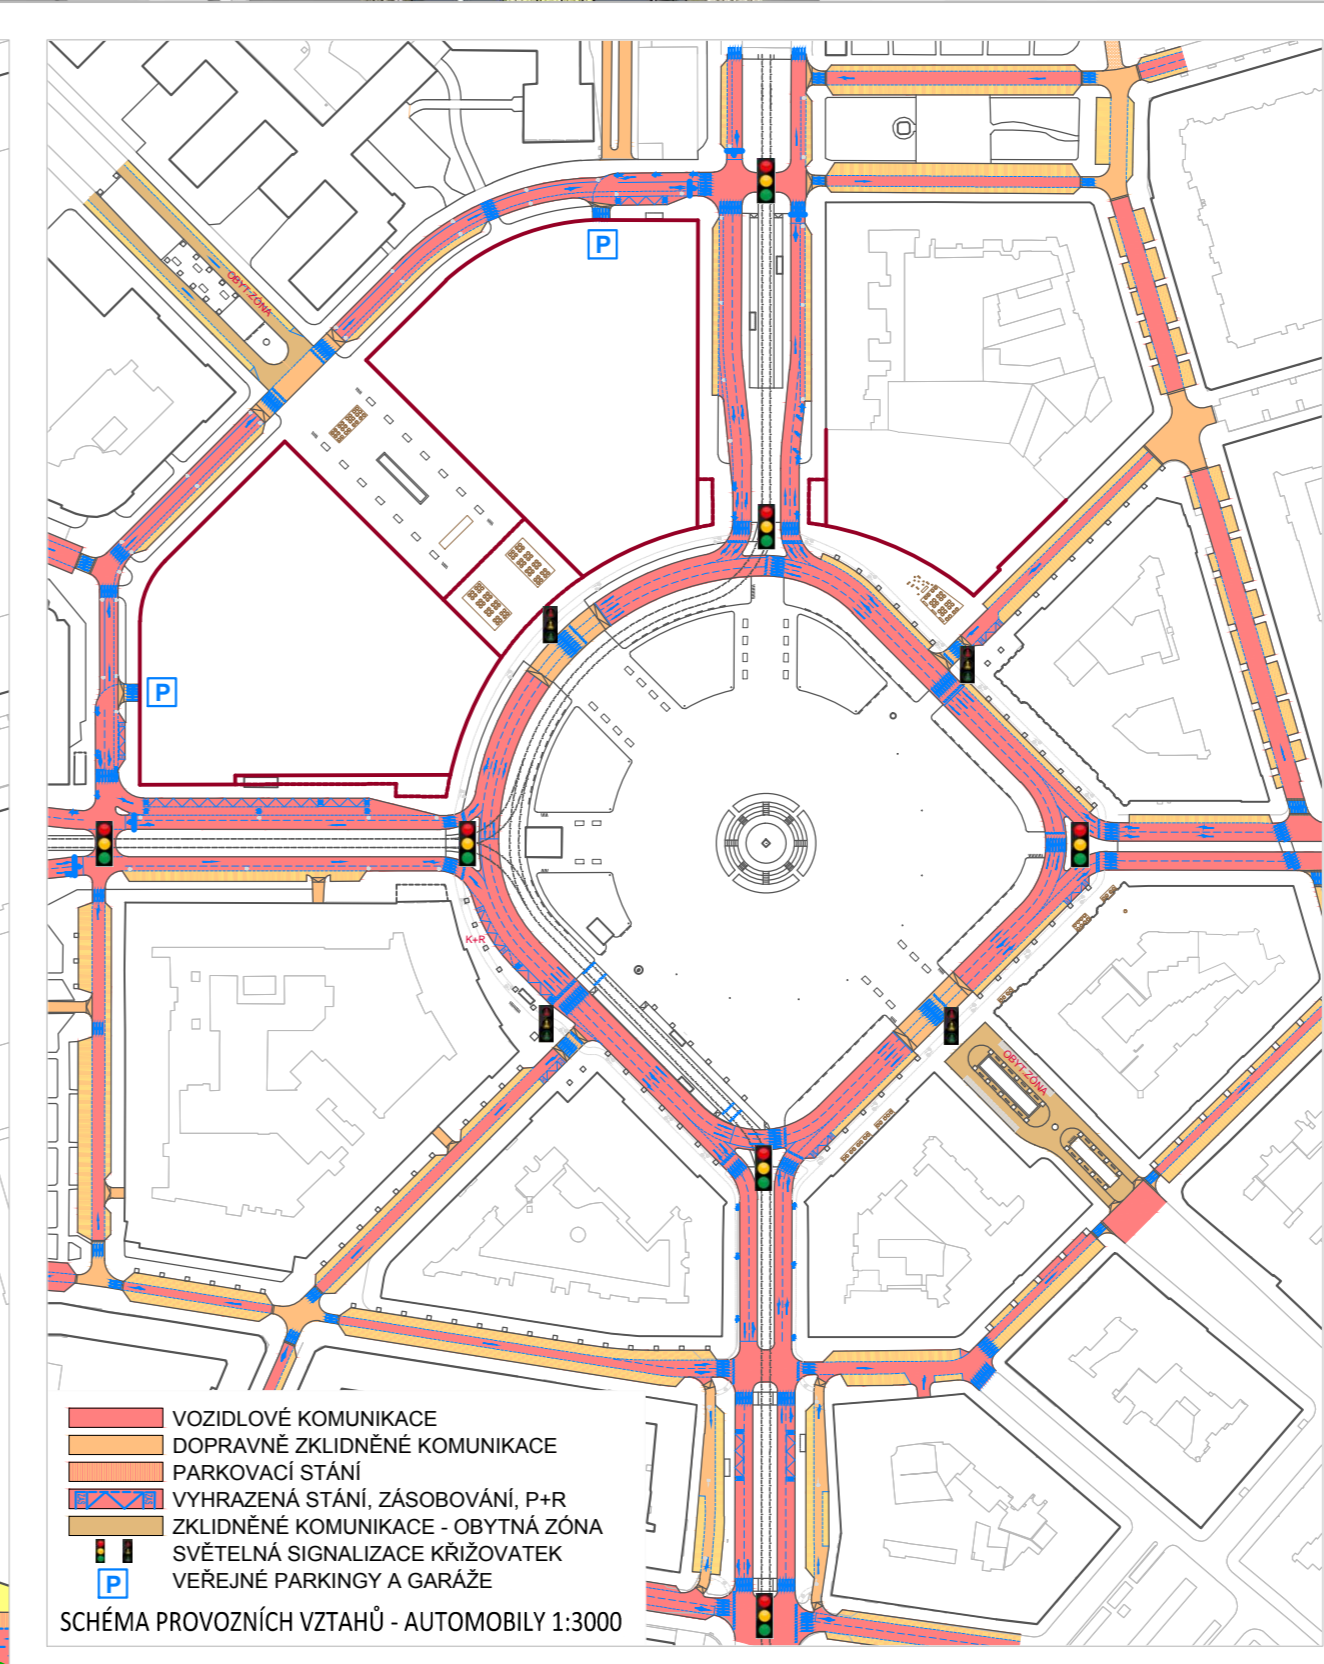 P
OBYT-ZÓNA
P
K+R
OBYT-ZÓNA
VOZIDLOVÉ KOMUNIKACE
DOPRAVNĚ ZKLIDNĚNÉ KOMUNIKACE
PARKOVACÍ STÁNÍ
VYHRAZENÁ STÁNÍ, ZÁSOBOVÁNÍ, P+R
ZKLIDNĚNÉ KOMUNIKACE - OBYTNÁ ZÓNA
SVĚTELNÁ SIGNALIZACE KŘIŽOVATEK
P VEŘEJNÉ PARKINGY A GARÁŽE
SCHÉMA PROVOZNÍCH VZTAHŮ - AUTOMOBILY 1:3000